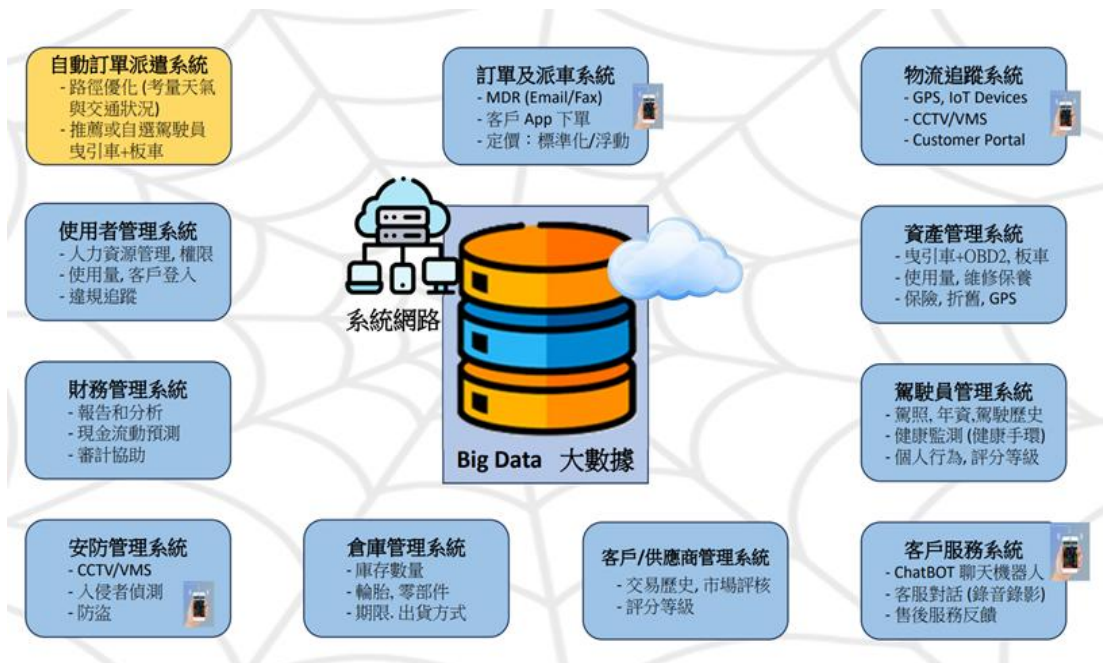 自動訂單派遣系統
- 路徑優化 (考量天氣
與交通狀況)
- 推薦或自選駕駛員
曳引車+板車
訂單及派車系統
- MDR (Email/Fax)
- 客戶 App 下單
- 定價：標準化/浮動
物流追蹤系統
- GPS, IoT Devices
- CCTV/VMS
- Customer Portal
使用者管理系統
- 人力資源管理, 權限
- 使用量, 客戶登入
- 違規追蹤
系統網路
資產管理系統
- 曳引車+OBD2, 板車
- 使用量, 維修保養
- 保險, 折舊, GPS
財務管理系統
- 報告和分析
- 現金流動預測
- 審計協助
Big Data 大數據
駕駛員管理系統
- 駕照, 年資,駕駛歷史
- 健康監測 (健康手環)
- 個人行為, 評分等級
安防管理系統
- CCTV/VMS
- 入侵者偵測
- 防盜
倉庫管理系統
- 庫存數量
- 輪胎, 零部件
- 期限. 出貨方式
客戶/供應商管理系統
- 交易歷史, 市場評核
- 評分等級
客戶服務系統
- ChatBOT 聊天機器人
- 客服對話 (錄音錄影)
- 售後服務反饋